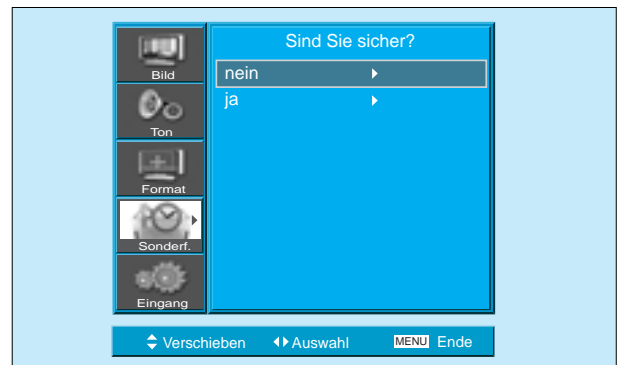 Sind Sie sicher?
Bild
nein
ja
Ton
Format
Sonderf.
Eingang
Verschieben Auswahl MENU Ende